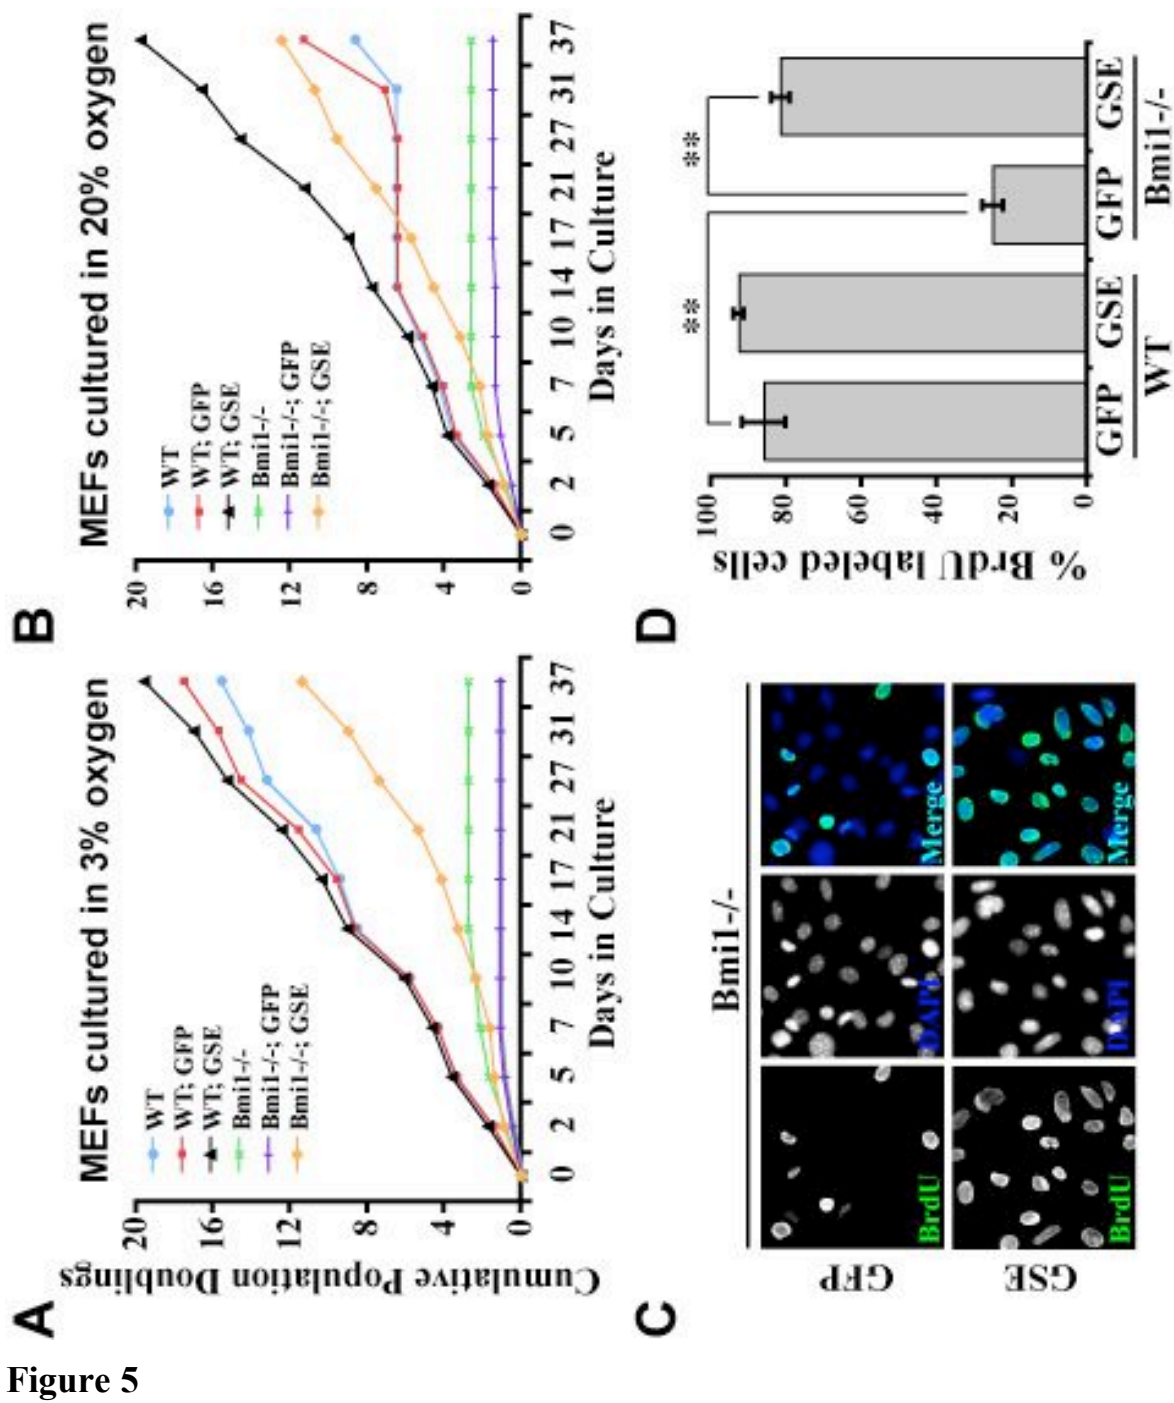 A
MEFs cultured in 3% oxygen
WT
WT; GFP
WT; GSE
Bmi1-/-
Bmi1-/-; GFP
Bmi1-/-; GSE
Cumulative Population Doublings
20
16
12
8
4
0
0 2 5 7 10 14 17 21 27 31 37
Days in Culture
B
MEFs cultured in 20% oxygen
WT
WT; GFP
WT; GSE
Bmi1-/-
Bmi1-/-; GFP
Bmi1-/-; GSE
20
16
12
8
4
0
0 2 5 7 10 14 17 21 27 31 37
Days in Culture
C
Bmi1-/-
GFP
BrdU DAPI Merge
GSE
BrdU DAPI Merge
D
% BrdU labeled cells
100
80
60
40
20
0
** **
GFP GSE GFP GSE
WT Bmi1-/-
Figure 5